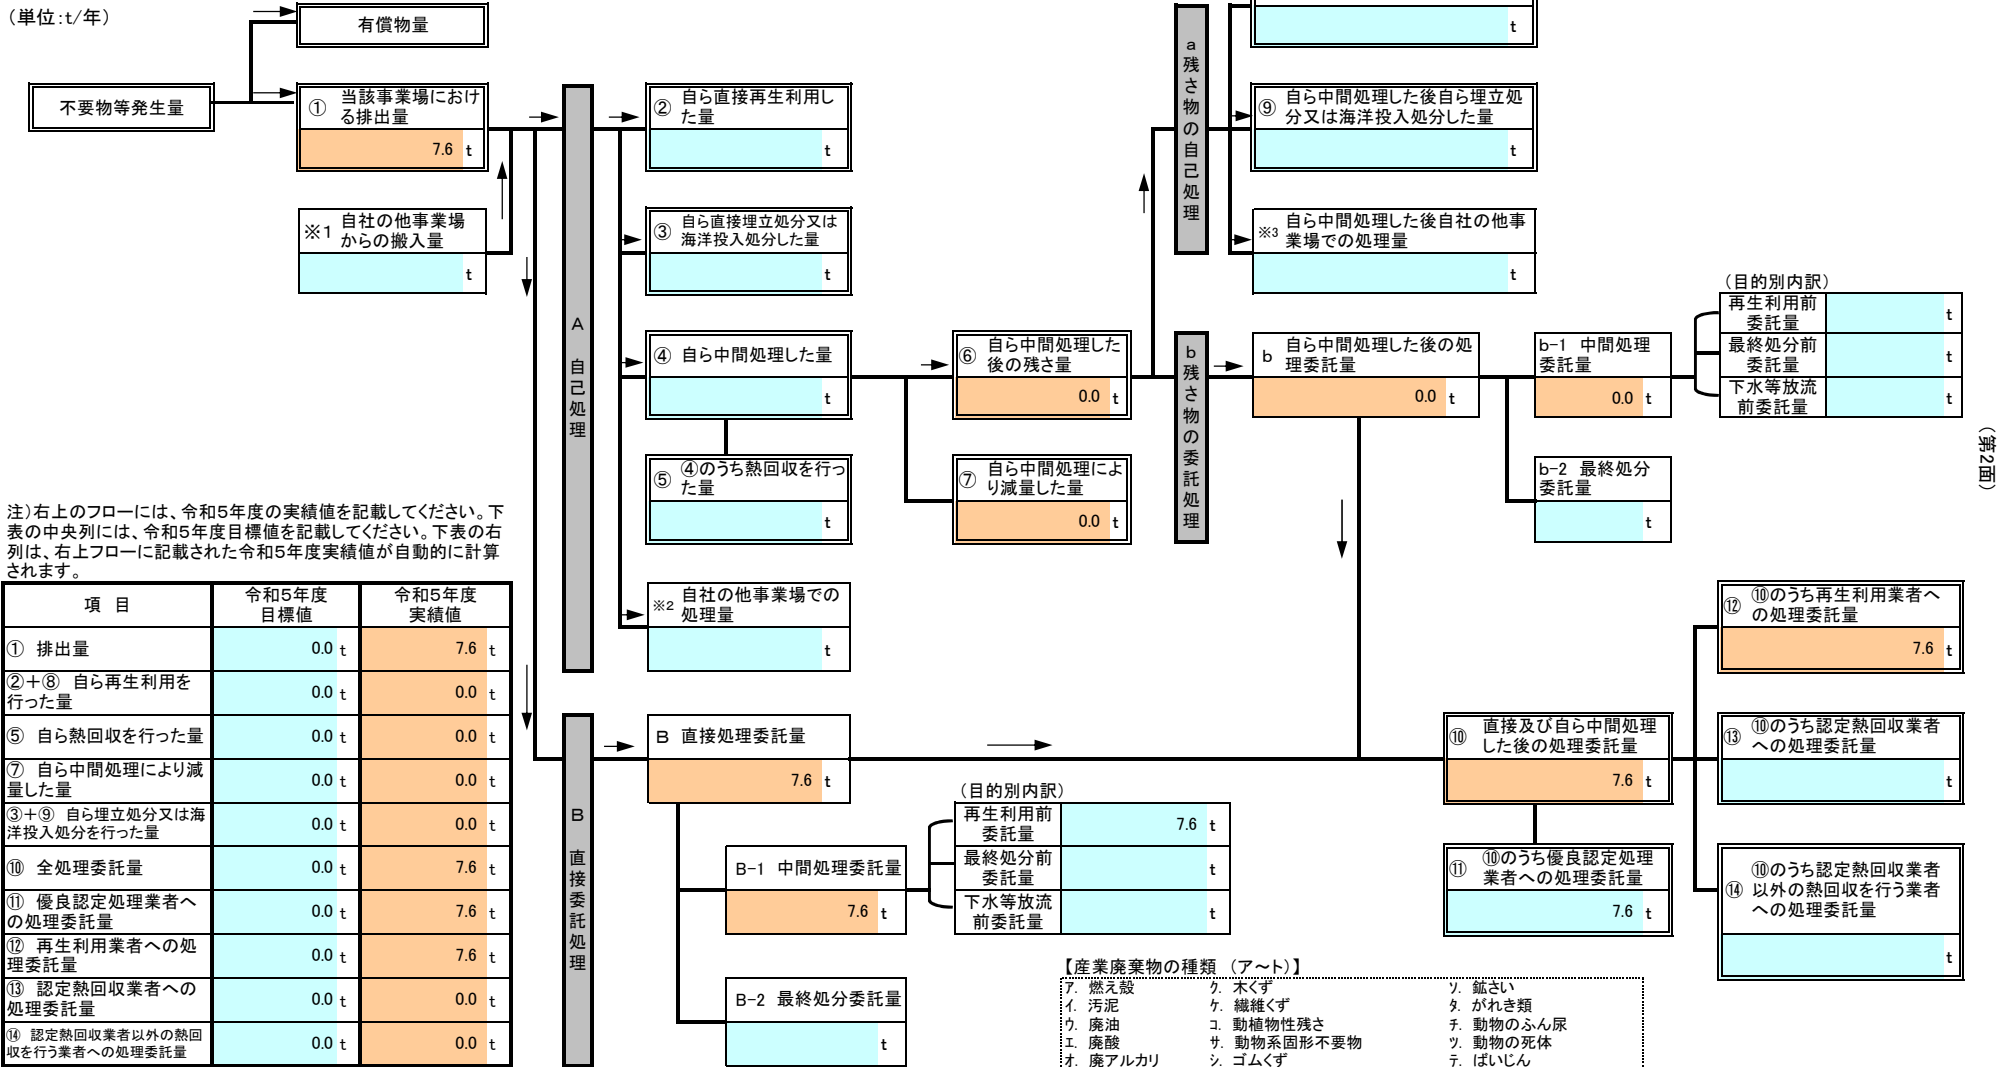 （単位:t/年）
有償物量
不要物等発生量
① 当該事業場におけ
る排出量
7.6 t
※1 自社の他事業場
からの搬入量
t
A 自己処理
② 自ら直接再生利用し
た量
t
③ 自ら直接埋立処分又は
海洋投入処分した量
t
④ 自ら中間処理した量
t
⑤ ④のうち熱回収を行っ
た量
t
※2 自社の他事業場での
処理量
t
⑥ 自ら中間処理した
後の残さ量
0.0 t
⑦ 自ら中間処理によ
り減量した量
0.0 t
a残さ物の自己処理
t
⑨ 自ら中間処理した後自ら埋立処
分又は海洋投入処分した量
t
※3 自ら中間処理した後自社の他事
業場での処理量
t
b残さ物の委託処理
b 自ら中間処理した後の処
理委託量
0.0 t
b-1 中間処理
委託量
0.0 t
b-2 最終処分
委託量
t
（目的別内訳）
再生利用前
委託量
t
最終処分前
委託量
t
下水等放流
前委託量
t
（第2面）
注）右上のフローには、令和5年度の実績値を記載してください。下
表の中央列には、令和5年度目標値を記載してください。下表の右
列は、右上フローに記載された令和5年度実績値が自動的に計算
されます。
項 目 令和5年度 令和5年度
目標値 実績値
① 排出量 0.0 t 7.6 t
②＋⑧ 自ら再生利用を
行った量 0.0 t 0.0 t
⑤ 自ら熱回収を行った量 0.0 t 0.0 t
⑦ 自ら中間処理により減
量した量 0.0 t 0.0 t
③＋⑨ 自ら埋立処分又は海
洋投入処分を行った量 0.0 t 0.0 t
⑩ 全処理委託量 0.0 t 7.6 t
⑪ 優良認定処理業者へ
の処理委託量 0.0 t 7.6 t
⑫ 再生利用業者への処
理委託量 0.0 t 7.6 t
⑬ 認定熱回収業者への
処理委託量 0.0 t 0.0 t
⑭ 認定熱回収業者以外の熱回
収を行う業者への処理委託量 0.0 t 0.0 t
B 直接委託処理
B 直接処理委託量
7.6 t
B-1 中間処理委託量
7.6 t
B-2 最終処分委託量
t
（目的別内訳）
再生利用前
委託量
7.6 t
最終処分前
委託量
t
下水等放流
前委託量
t
⑩ 直接及び自ら中間処理
した後の処理委託量
7.6 t
⑪ ⑩のうち優良認定処理
業者への処理委託量
7.6 t
⑫ ⑩のうち再生利用業者へ
の処理委託量
7.6 t
⑬ ⑩のうち認定熱回収業者
への処理委託量
t
⑭ ⑩のうち認定熱回収業者
以外の熱回収を行う業者
への処理委託量
t
【産業廃棄物の種類 （ア～ト）】
ア. 燃え殻 ク. 木くず ソ. 鉱さい
イ. 汚泥 ケ. 繊維くず タ. がれき類
ウ. 廃油 コ. 動植物性残さ チ. 動物のふん尿
エ. 廃酸 サ. 動物系固形不要物 ツ. 動物の死体
オ. 廃アルカリ シ. ゴムくず テ. ばいじん